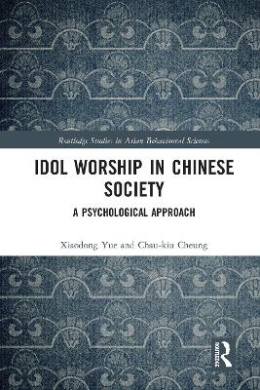 Routledge Studies in Asian Behavioral Sciences
IDOL WORSHIP IN CHINESE
SOCIETY
A PSYCHOLOGICAL APPROACH
Xiaodong Yue and Chau-kiu Cheung
ROUTLEDGE